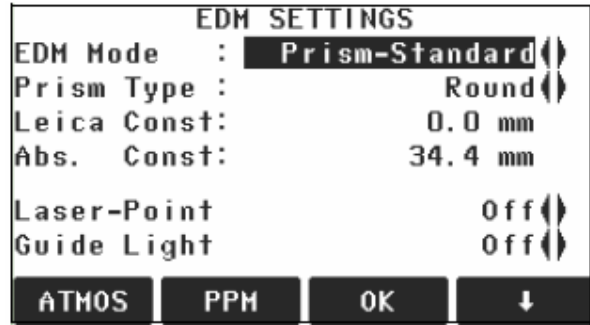 EDM SETTINGS
EDM Mode : Prism-Standard
Prism Type : Round
Leica Const: 0.0 mm
Abs. Const: 34.4 mm
Laser-Point Off
Guide Light Off
ATMOS PPM OK ⬇